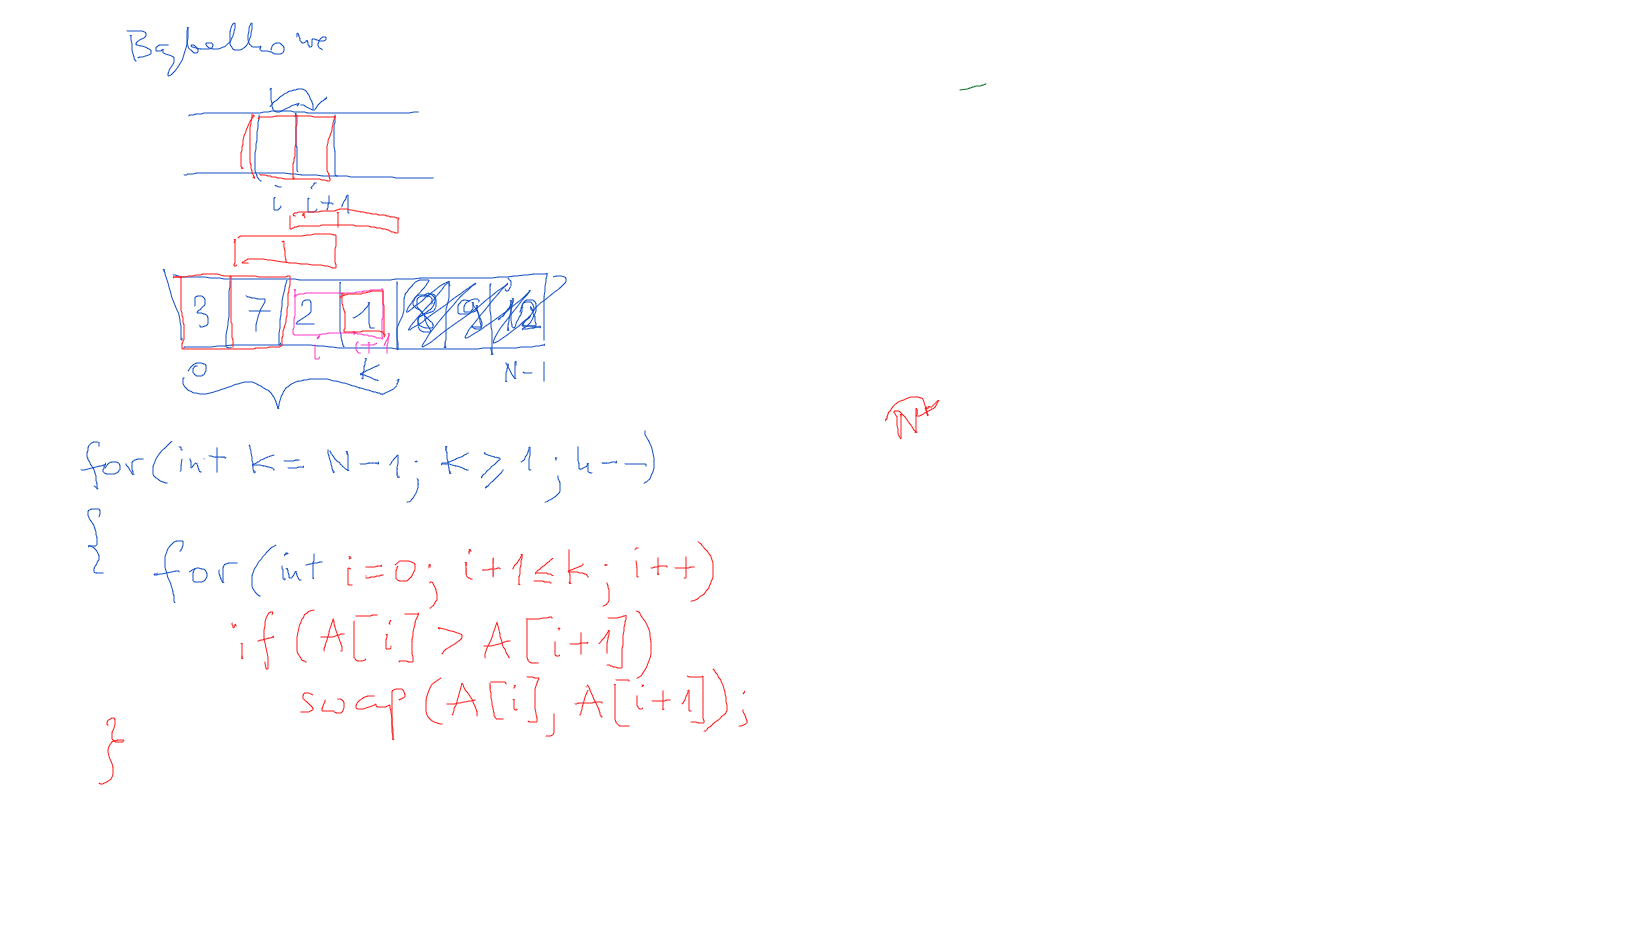 Bąbelkowe
i i+1
3 7 2 1 8 9 12
i i+1
0 k N-1
N
for(int k = N-1; k ≥ 1; k--)
{
for(int i=0; i+1≤k; i++)
if (A[i] > A[i+1])
swap(A[i], A[i+1]);
}